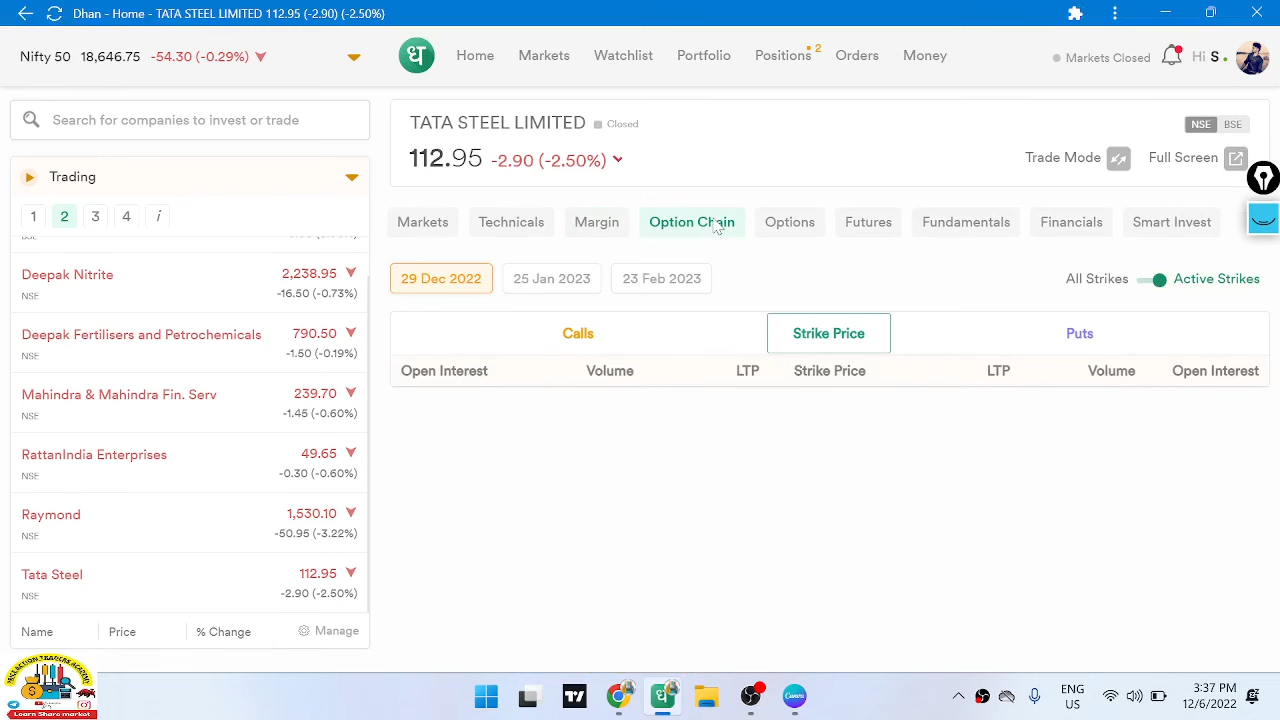 Dhan - Home - TATA STEEL LIMITED 112.95 (-2.90) (-2.50%)
Nifty 50 18,646.75 -54.30 (-0.29%)
ध Home Markets Watchlist Portfolio Positions 2 Orders Money
Markets Closed Hi S
Search for companies to invest or trade
Trading
1 2 3 4 i
Deepak Nitrite 2,238.95
NSE -16.50 (-0.73%)
Deepak Fertilisers and Petrochemicals 790.50
NSE -1.50 (-0.19%)
Mahindra & Mahindra Fin. Serv 239.70
NSE -1.45 (-0.60%)
RattanIndia Enterprises 49.65
NSE -0.30 (-0.60%)
Raymond 1,530.10
NSE -50.95 (-3.22%)
Tata Steel 112.95
NSE -2.90 (-2.50%)
Name Price % Change Manage
TATA STEEL LIMITED Closed NSE BSE
112.95 -2.90 (-2.50%) Trade Mode Full Screen
Markets Technicals Margin Option Chain Options Futures Fundamentals Financials Smart Invest
29 Dec 2022 25 Jan 2023 23 Feb 2023 All Strikes Active Strikes
Calls Strike Price Puts
Open Interest Volume LTP Strike Price LTP Volume Open Interest
Learn Share market
ENG 3:37 PM
US 12/6/2022